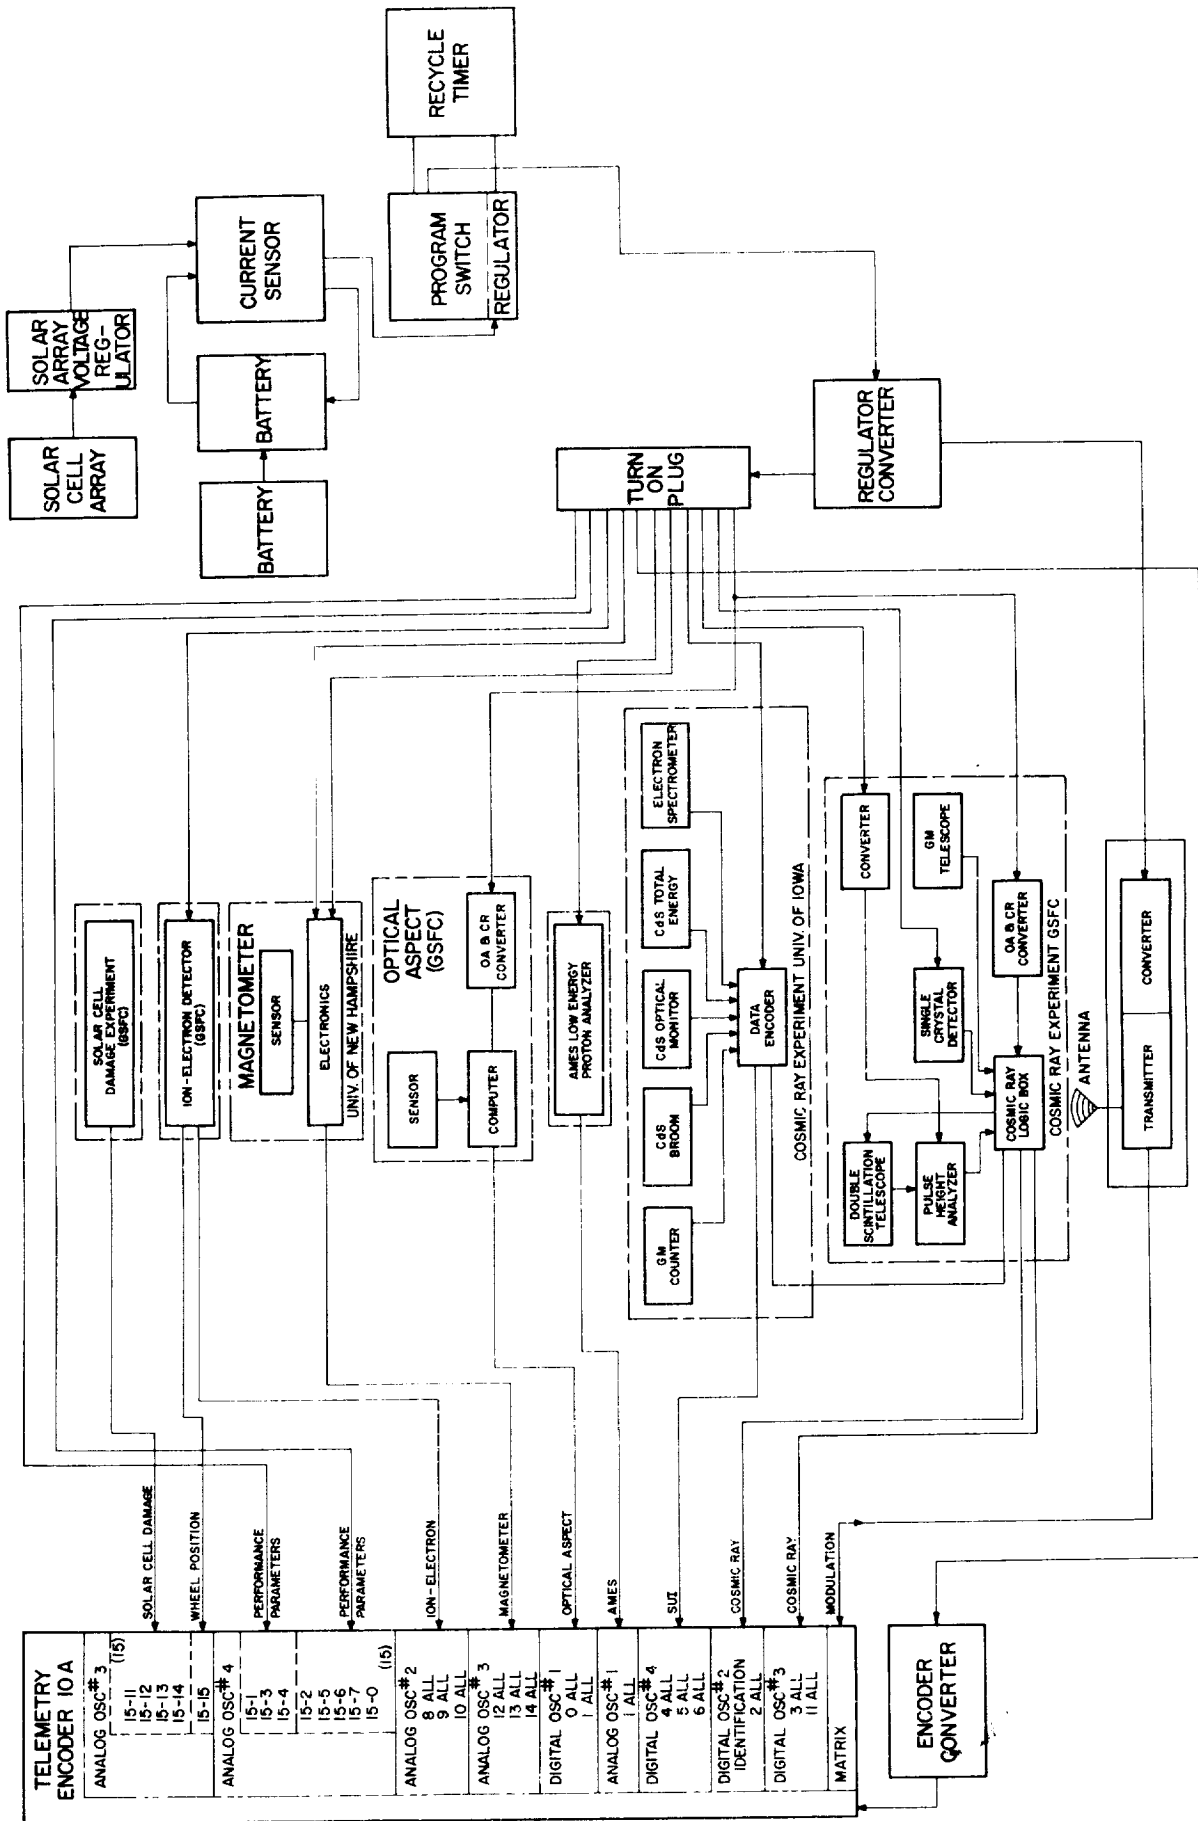 TELEMETRY
ENCODER 10 A
ANALOG OSC#3
(15)
15-11
15-12
15-13
15-14
15-15
ANALOG OSC#4
15-1
15-3
15-4
15-2
15-5
15-6
15-7
15-0
(15)
ANALOG OSC#2
8 ALL
9 ALL
10 ALL
ANALOG OSC#3
12 ALL
13 ALL
14 ALL
DIGITAL OSC#1
0 ALL
1 ALL
ANALOG OSC#1
1 ALL
DIGITAL OSC#4
4 ALL
5 ALL
6 ALL
DIGITAL OSC#2
IDENTIFICATION
2 ALL
DIGITAL OSC#3
3 ALL
11 ALL
MATRIX
ENCODER
CONVERTER
SOLAR CELL DAMAGE
WHEEL POSITION
PERFORMANCE
PARAMETERS
PERFORMANCE
PARAMETERS
ION-ELECTRON
MAGNETOMETER
OPTICAL ASPECT
AMES
SUI
COSMIC RAY
COSMIC RAY
MODULATION
SOLAR CELL
DAMAGE EXPERIMENT
(GSFC)
ION-ELECTRON DETECTOR
(GSFC)
MAGNETOMETER
SENSOR
ELECTRONICS
UNIV. OF NEW HAMPSHIRE
OPTICAL
ASPECT
(GSFC)
SENSOR
OA & CR
CONVERTER
COMPUTER
AMES LOW ENERGY
PROTON ANALYZER
GM
COUNTER
CdS
BROOM
CdS OPTICAL
MONITOR
CdS TOTAL
ENERGY
ELECTRON
SPECTROMETER
DATA
ENCODER
COSMIC RAY EXPERIMENT UNIV. OF IOWA
CONVERTER
GM
TELESCOPE
DOUBLE
SCINTILLATION
TELESCOPE
PULSE
HEIGHT
ANALYZER
SINGLE
CRYSTAL
DETECTOR
COSMIC RAY
LOGIC BOX
OA & CR
CONVERTER
COSMIC RAY EXPERIMENT GSFC
ANTENNA
TRANSMITTER
CONVERTER
SOLAR
CELL
ARRAY
SOLAR
ARRAY
VOLTAGE
REG-
ULATOR
BATTERY
BATTERY
CURRENT
SENSOR
TURN
ON
PLUG
PROGRAM
SWITCH
REGULATOR
RECYCLE
TIMER
REGULATOR
CONVERTER